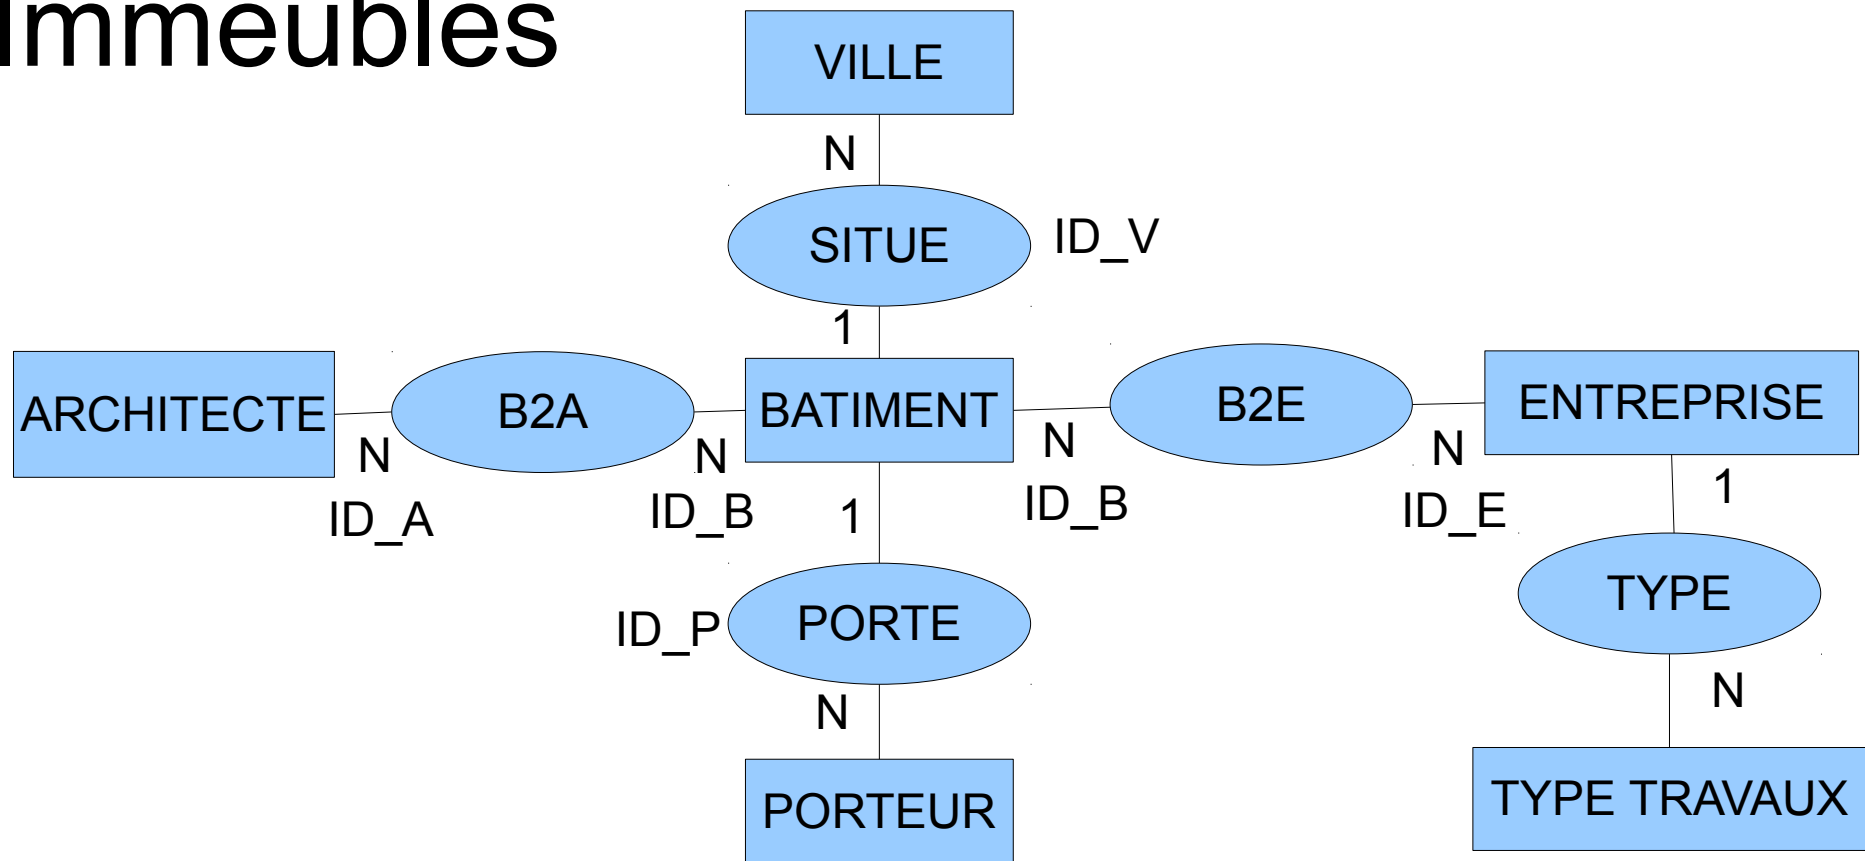 Immeubles
VILLE
N
SITUE
ID_V
1
ARCHITECTE
N
ID_A
B2A
N
ID_B
BATIMENT
N
ID_B
B2E
N
ID_E
ENTREPRISE
1
1
ID_P
PORTE
N
TYPE
N
PORTEUR
TYPE TRAVAUX